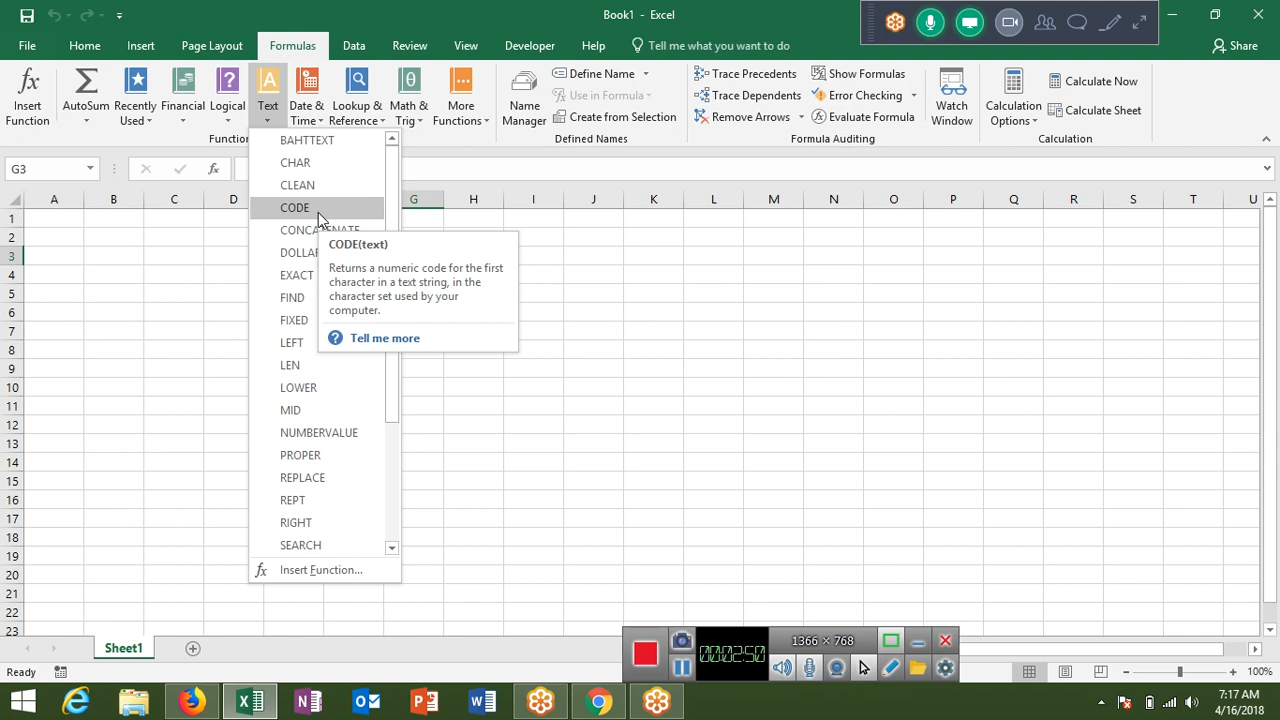 Book1 - Excel
File Home Insert Page Layout Formulas Data Review View Developer Help Tell me what you want to do Share
Insert Function
AutoSum
Recently Used
Financial
Logical
Text
Date & Time
Lookup & Reference
Math & Trig
More Functions
Name Manager
Define Name
Use in Formula
Create from Selection
Defined Names
Trace Precedents
Trace Dependents
Remove Arrows
Show Formulas
Error Checking
Evaluate Formula
Formula Auditing
Watch Window
Calculation Options
Calculate Now
Calculate Sheet
Calculation
G3
fx
A B C D G H I J K L M N O P Q R S T U
1
2
3
4
5
6
7
8
9
10
11
12
13
14
15
16
17
18
19
20
21
22
23
BAHTTEXT
CHAR
CLEAN
CODE
CONCATENATE
DOLLAR
EXACT
FIND
FIXED
LEFT
LEN
LOWER
MID
NUMBERVALUE
PROPER
REPLACE
REPT
RIGHT
SEARCH
fx Insert Function...
CODE(text)
Returns a numeric code for the first
character in a text string, in the
character set used by your
computer.
? Tell me more
Sheet1
Ready
1366 × 768
00:02:50
100%
7:17 AM
4/16/2018